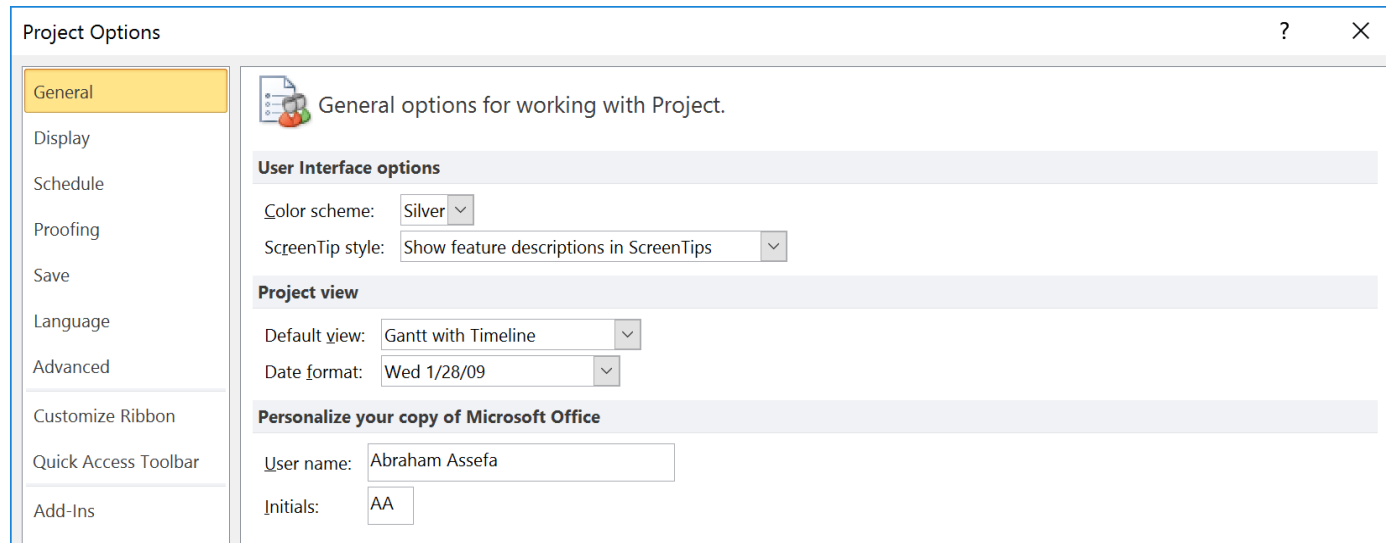 Project Options ?
General
Display
Schedule
Proofing
Save
Language
Advanced
Customize Ribbon
Quick Access Toolbar
Add-Ins
General options for working with Project.
User Interface options
Color scheme: Silver
ScreenTip style: Show feature descriptions in ScreenTips
Project view
Default view: Gantt with Timeline
Date format: Wed 1/28/09
Personalize your copy of Microsoft Office
User name: Abraham Assefa
Initials: AA